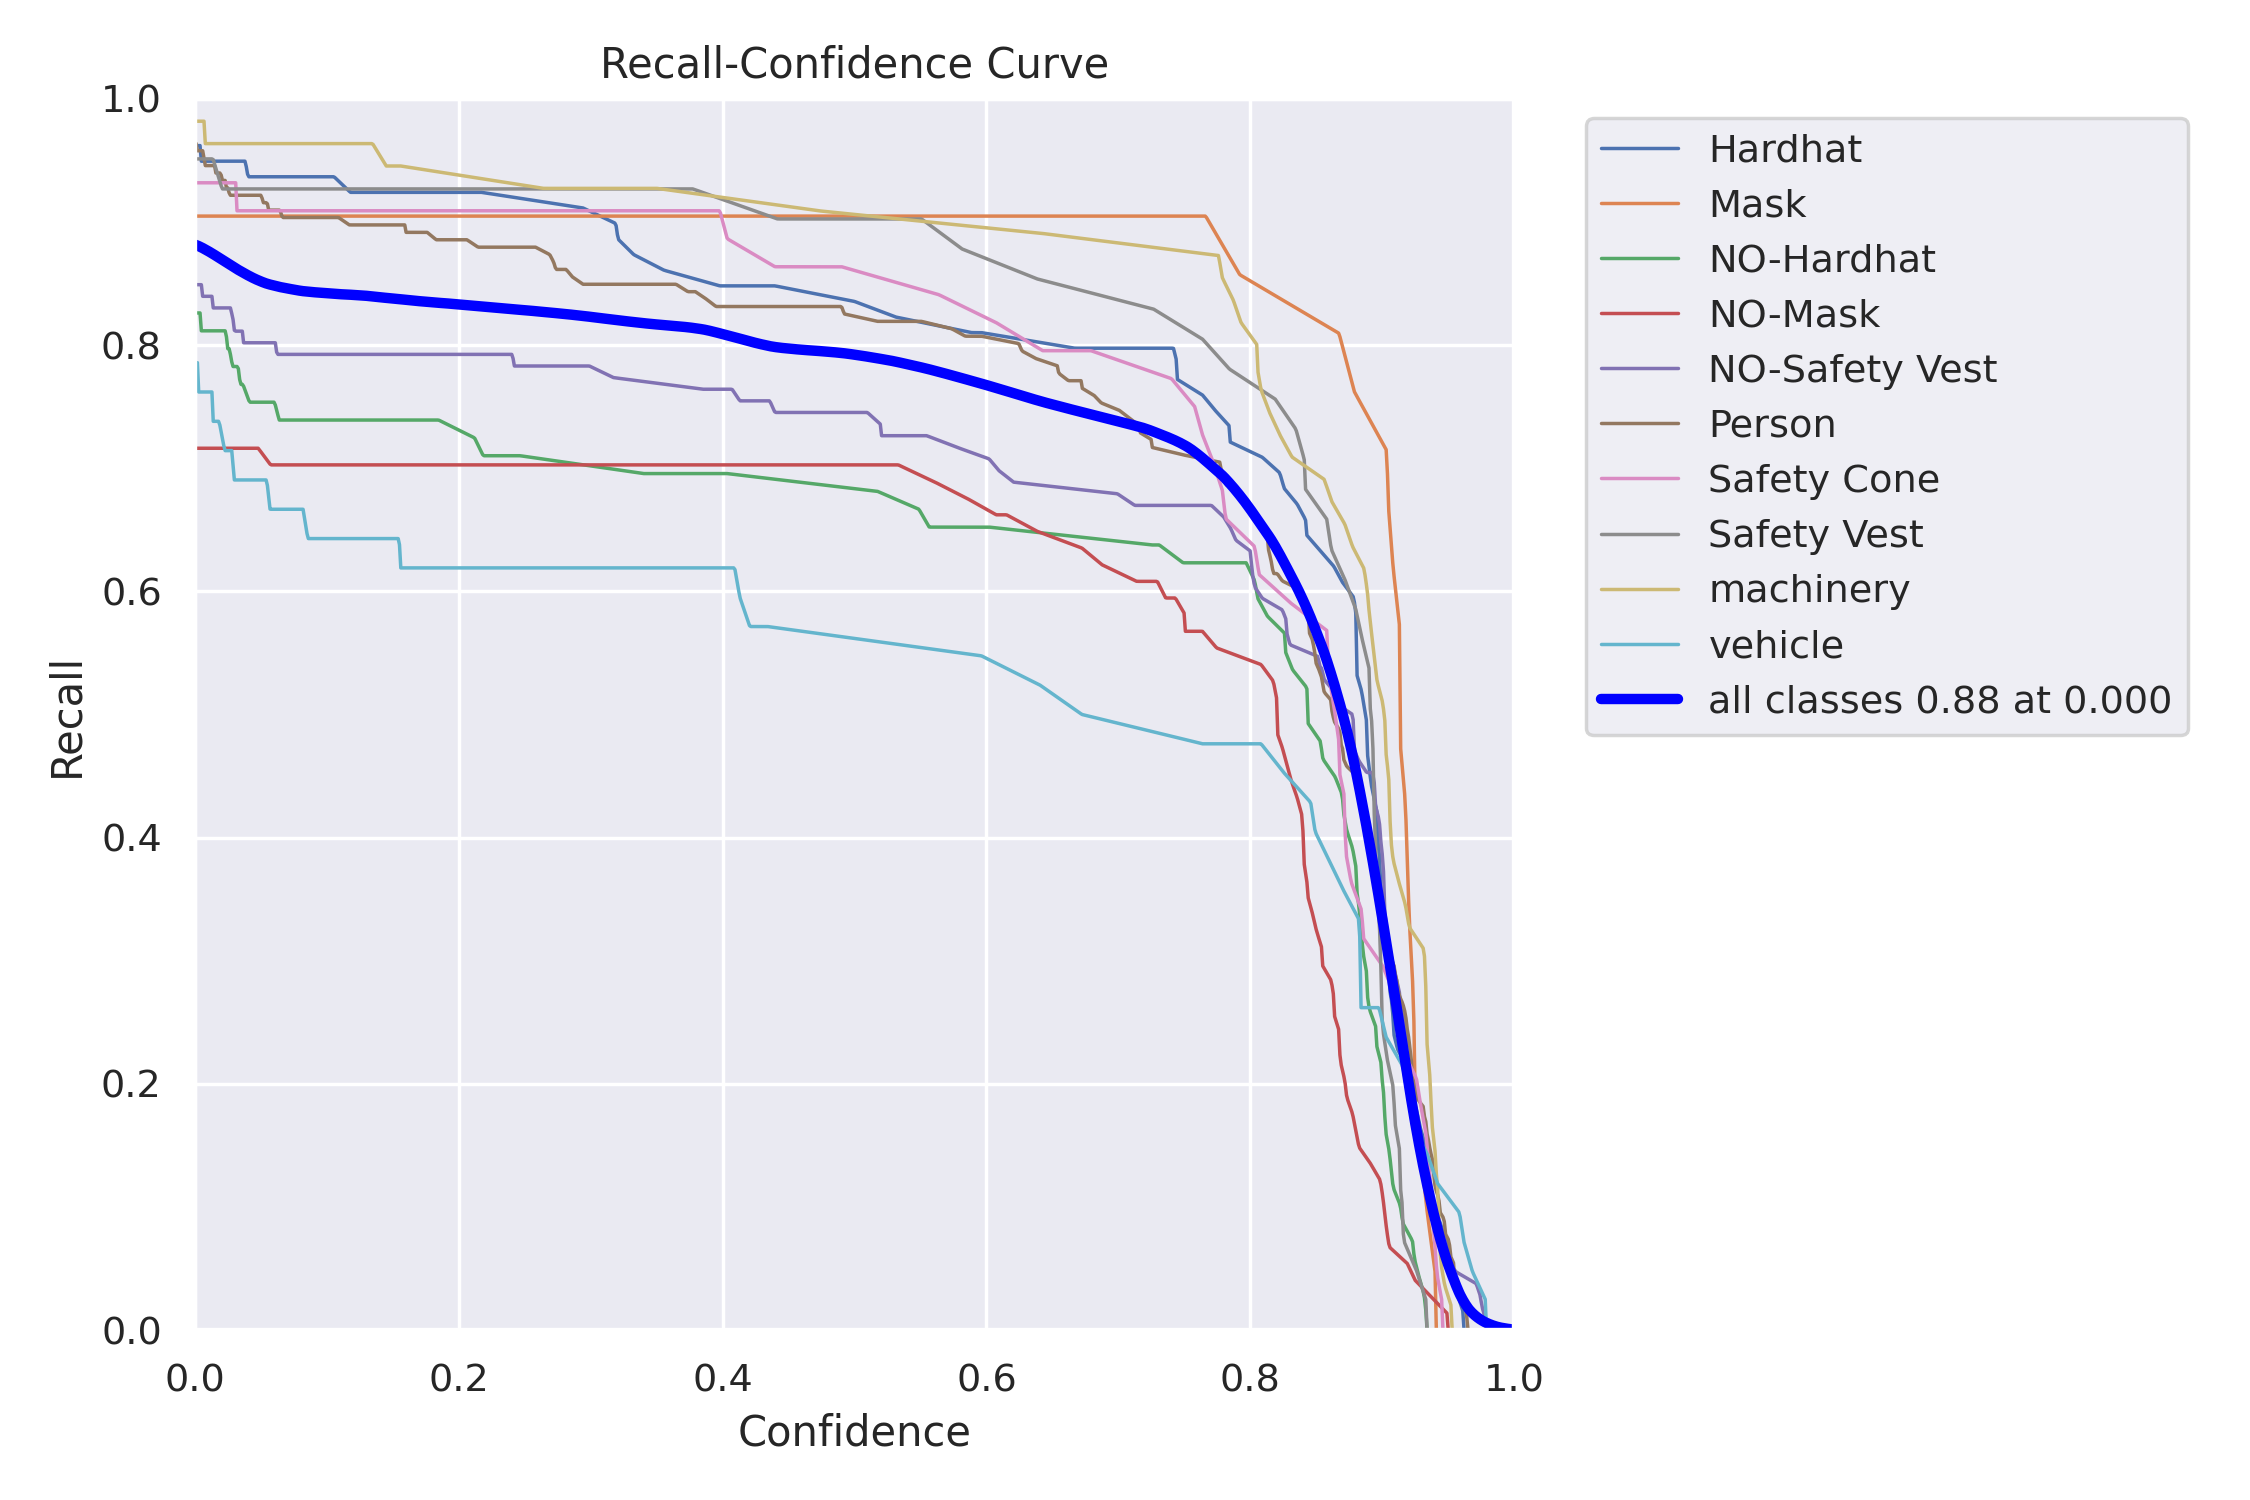 Recall-Confidence Curve
1.0
0.8
0.6
0.4
0.2
0.0
Recall
0.0 0.2 0.4 0.6 0.8 1.0
Confidence
Hardhat
Mask
NO-Hardhat
NO-Mask
NO-Safety Vest
Person
Safety Cone
Safety Vest
machinery
vehicle
all classes 0.88 at 0.000